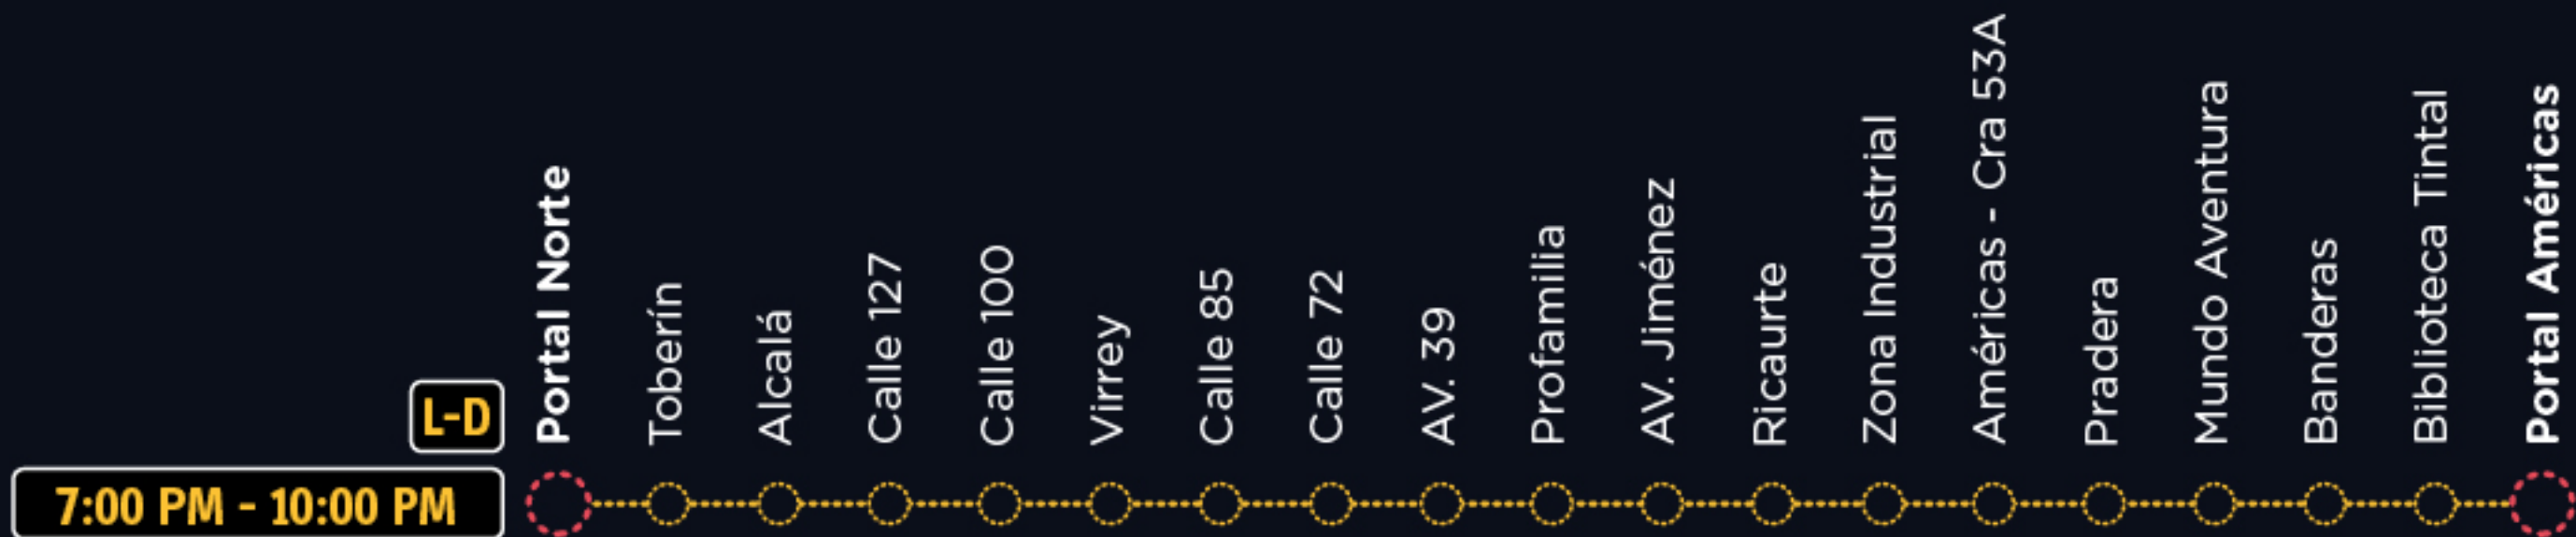 L-D
7:00 PM - 10:00 PM
Portal Norte
Toberín
Alcalá
Calle 127
Calle 100
Virrey
Calle 85
Calle 72
AV. 39
Profamilia
AV. Jiménez
Ricaurte
Zona Industrial
Américas - Cra 53A
Pradera
Mundo Aventura
Banderas
Biblioteca Tintal
Portal Américas